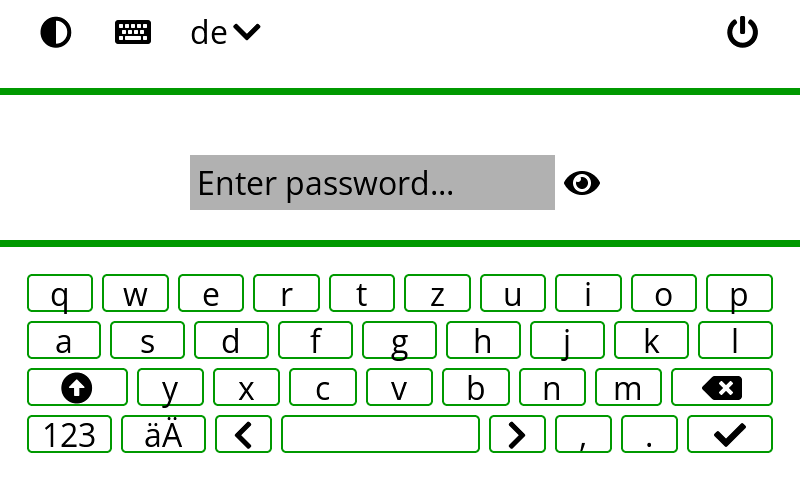 de
Enter password...
q w e r t z u i o p
a s d f g h j k l
y x c v b n m
123 äÄ , .